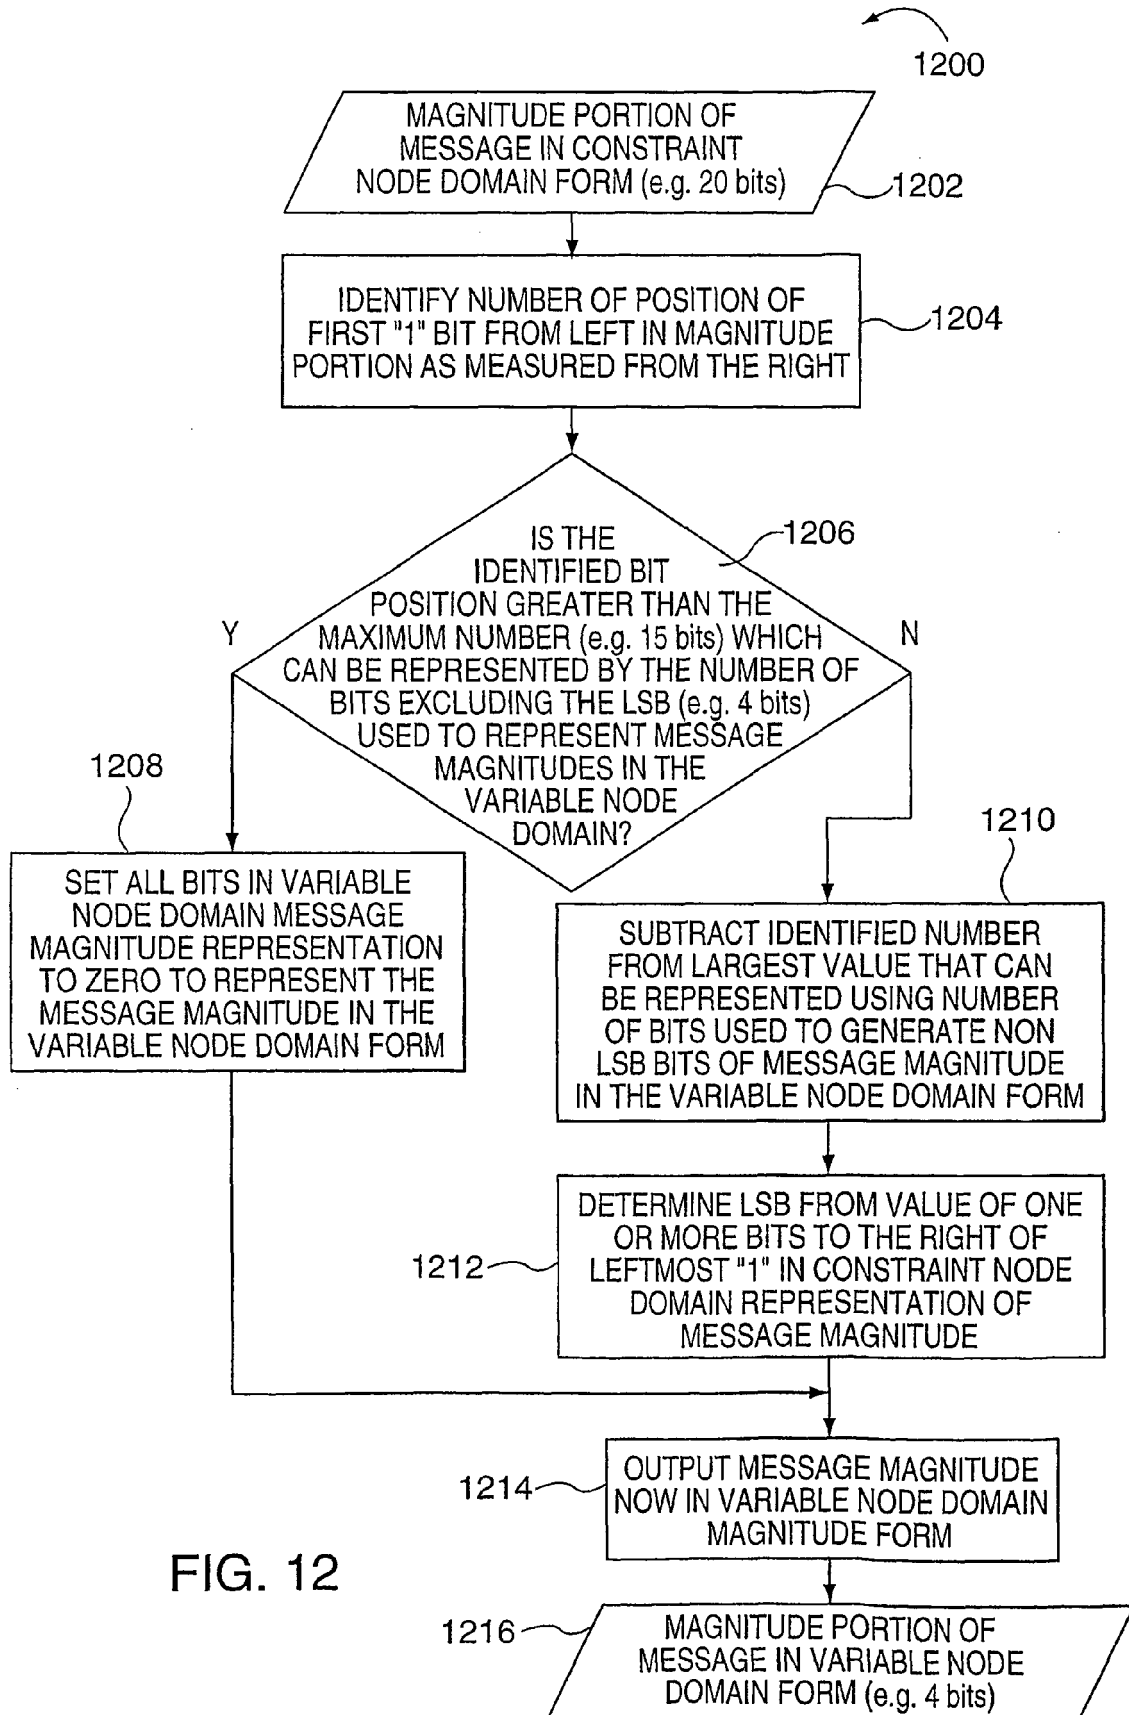 1200
MAGNITUDE PORTION OF
MESSAGE IN CONSTRAINT
NODE DOMAIN FORM (e.g. 20 bits)
1202
IDENTIFY NUMBER OF POSITION OF
FIRST "1" BIT FROM LEFT IN MAGNITUDE
PORTION AS MEASURED FROM THE RIGHT
1204
1206
IS THE
IDENTIFIED BIT
POSITION GREATER THAN THE
MAXIMUM NUMBER (e.g. 15 bits) WHICH
CAN BE REPRESENTED BY THE NUMBER OF
BITS EXCLUDING THE LSB (e.g. 4 bits)
USED TO REPRESENT MESSAGE
MAGNITUDES IN THE
VARIABLE NODE
DOMAIN?
Y
N
1208
SET ALL BITS IN VARIABLE
NODE DOMAIN MESSAGE
MAGNITUDE REPRESENTATION
TO ZERO TO REPRESENT THE
MESSAGE MAGNITUDE IN THE
VARIABLE NODE DOMAIN FORM
1210
SUBTRACT IDENTIFIED NUMBER
FROM LARGEST VALUE THAT CAN
BE REPRESENTED USING NUMBER
OF BITS USED TO GENERATE NON
LSB BITS OF MESSAGE MAGNITUDE
IN THE VARIABLE NODE DOMAIN FORM
1212
DETERMINE LSB FROM VALUE OF ONE
OR MORE BITS TO THE RIGHT OF
LEFTMOST "1" IN CONSTRAINT NODE
DOMAIN REPRESENTATION OF
MESSAGE MAGNITUDE
1214
OUTPUT MESSAGE MAGNITUDE
NOW IN VARIABLE NODE DOMAIN
MAGNITUDE FORM
FIG. 12
1216
MAGNITUDE PORTION OF
MESSAGE IN VARIABLE NODE
DOMAIN FORM (e.g. 4 bits)